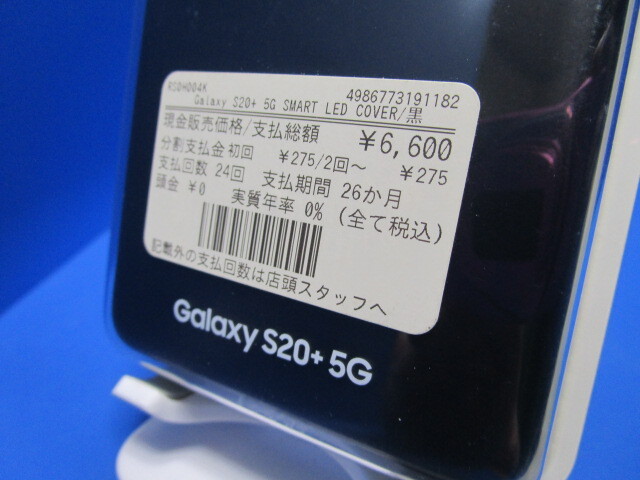 RS0H004K 4986773191182
Galaxy S20+ 5G SMART LED COVER/黒
現金販売価格/支払総額 ¥6,600
分割支払金 初回 ¥275/2回～ ¥275
支払回数 24回 支払期間 26か月
頭金 ¥0 実質年率 0% (全て税込)
記載外の支払回数は店頭スタッフへ
Galaxy S20+ 5G